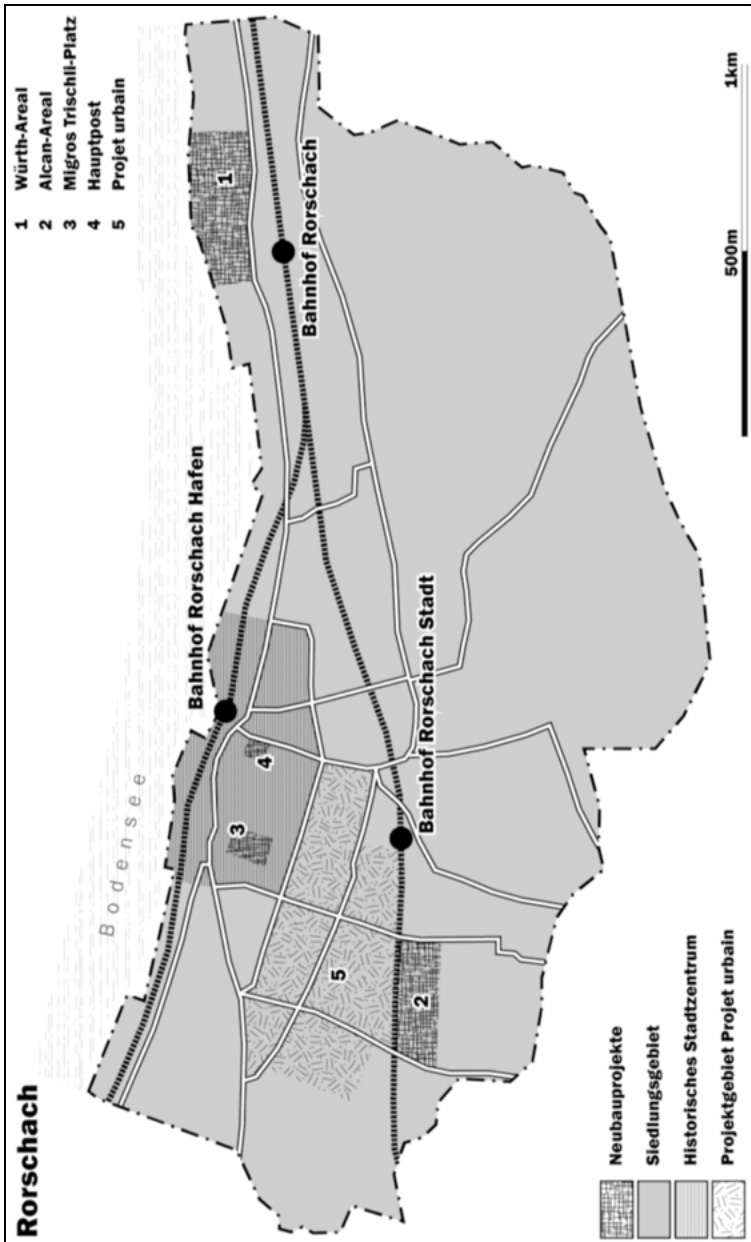 Rorschach
1 Würth-Areal
2 Alcan-Areal
3 Migros Trischli-Platz
4 Hauptpost
5 Projet urbain
Bodensee
Bahnhof Rorschach Hafen
Bahnhof Rorschach
Bahnhof Rorschach Stadt
1
2
3
4
5
Neubauprojekte
Siedlungsgebiet
Historisches Stadtzentrum
Projektgebiet Projet urbain
500m
1km